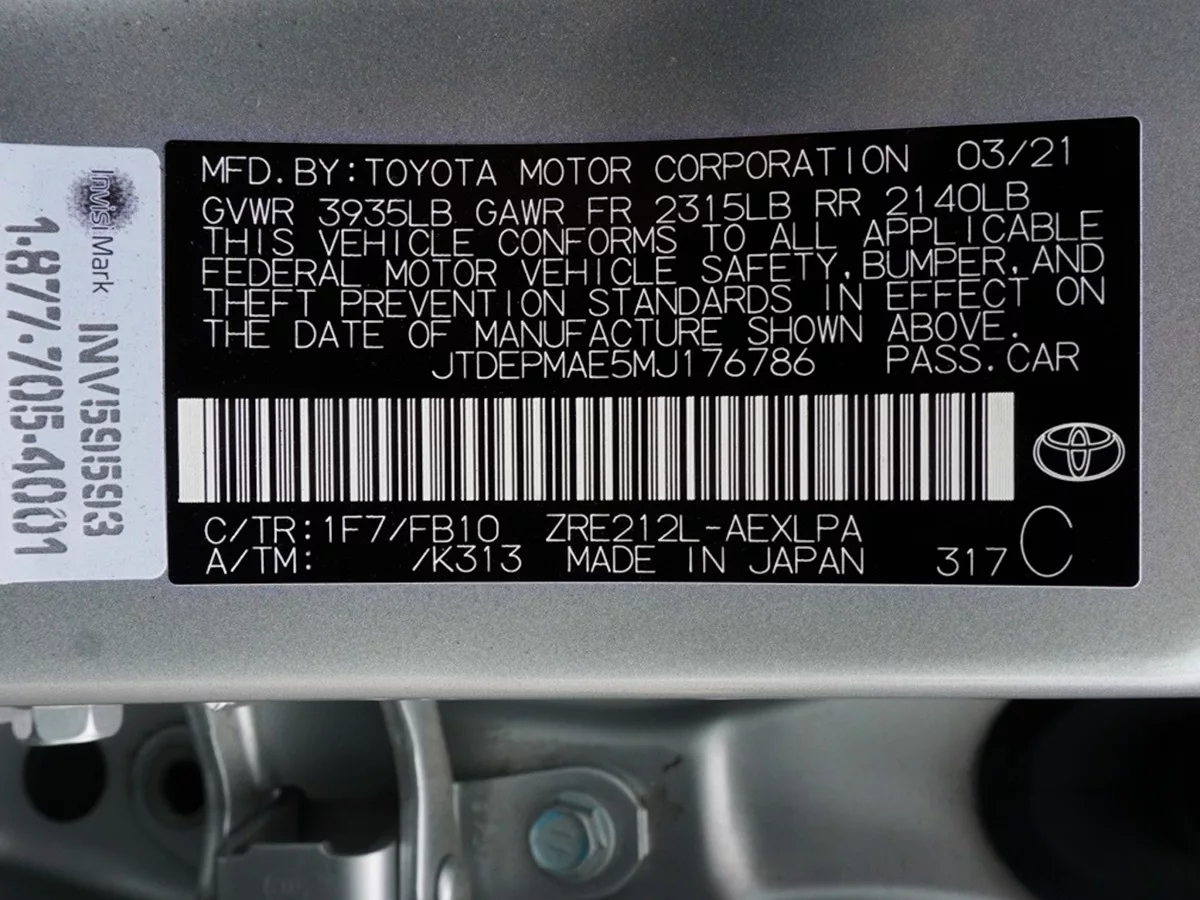 MFD. BY: TOYOTA MOTOR CORPORATION 03/21
GVWR 3935LB GAWR FR 2315LB RR 2140LB
THIS VEHICLE CONFORMS TO ALL APPLICABLE
FEDERAL MOTOR VEHICLE SAFETY, BUMPER, AND
THEFT PREVENTION STANDARDS IN EFFECT ON
THE DATE OF MANUFACTURE SHOWN ABOVE.
JTDEPMAE5MJ176786 PASS. CAR
C/TR: 1F7/FB10 ZRE212L-AEXLPA
A/TM: /K313 MADE IN JAPAN 317 C
InvisiMark INV59593
1.877.705.4001